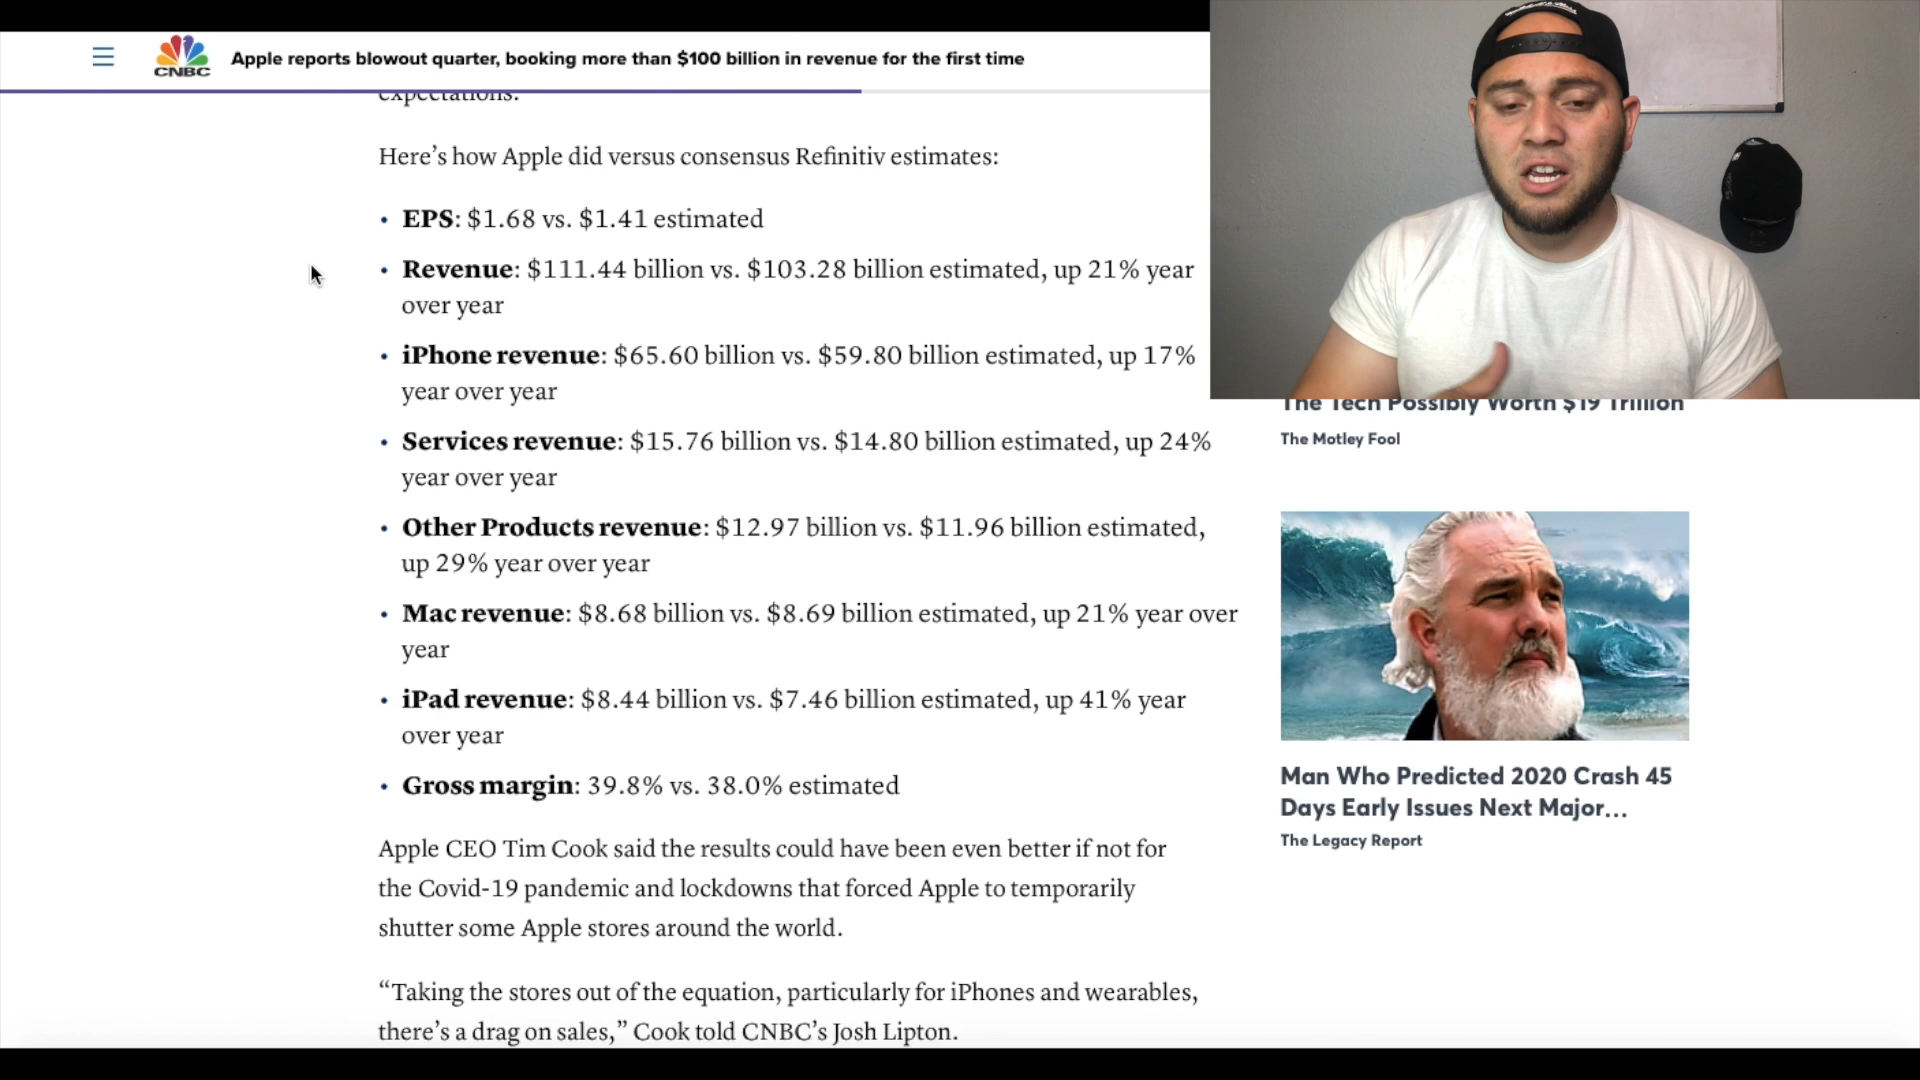 CNBC
Apple reports blowout quarter, booking more than $100 billion in revenue for the first time
expectations.
Here’s how Apple did versus consensus Refinitiv estimates:
• EPS: $1.68 vs. $1.41 estimated
• Revenue: $111.44 billion vs. $103.28 billion estimated, up 21% year
over year
• iPhone revenue: $65.60 billion vs. $59.80 billion estimated, up 17%
year over year
• Services revenue: $15.76 billion vs. $14.80 billion estimated, up 24%
year over year
• Other Products revenue: $12.97 billion vs. $11.96 billion estimated,
up 29% year over year
• Mac revenue: $8.68 billion vs. $8.69 billion estimated, up 21% year over
year
• iPad revenue: $8.44 billion vs. $7.46 billion estimated, up 41% year
over year
• Gross margin: 39.8% vs. 38.0% estimated
Apple CEO Tim Cook said the results could have been even better if not for
the Covid-19 pandemic and lockdowns that forced Apple to temporarily
shutter some Apple stores around the world.
“Taking the stores out of the equation, particularly for iPhones and wearables,
there’s a drag on sales,” Cook told CNBC’s Josh Lipton.
The Tech Possibly Worth $19 Trillion
The Motley Fool
Man Who Predicted 2020 Crash 45
Days Early Issues Next Major...
The Legacy Report